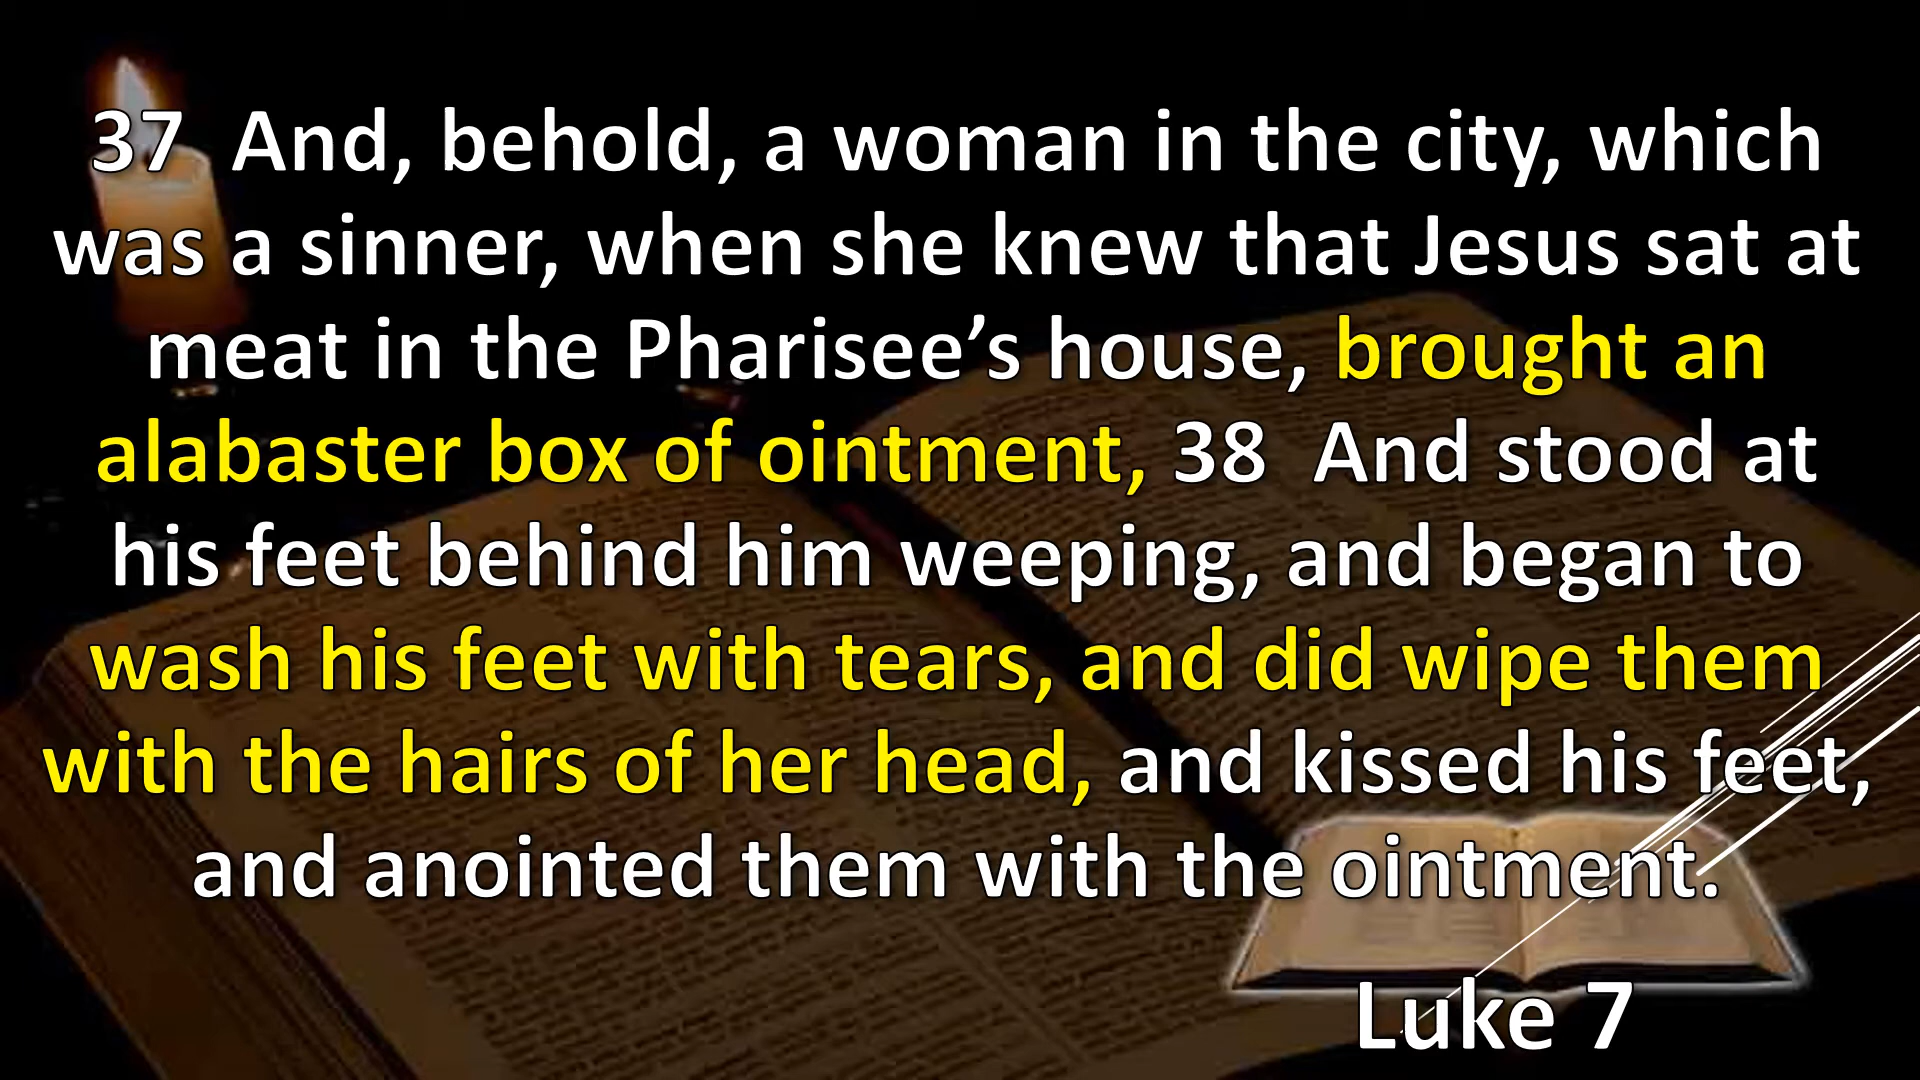 37  And, behold, a woman in the city, which
was a sinner, when she knew that Jesus sat at
meat in the Pharisee’s house, brought an
alabaster box of ointment, 38  And stood at
his feet behind him weeping, and began to
wash his feet with tears, and did wipe them
with the hairs of her head, and kissed his feet,
and anointed them with the ointment.
Luke 7